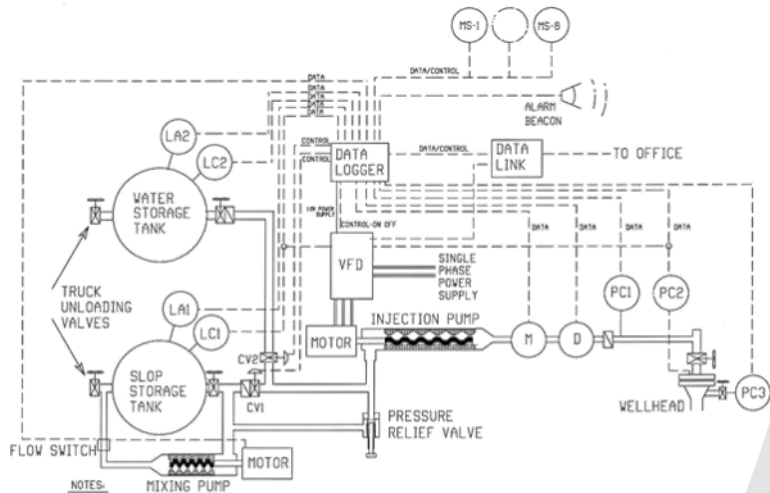 MS-1
MS-8
DATA/CONTROL
ALARM
BEACON
DATA
DATA
DATA
DATA
DATA
LA2
LC2
CONTROL
CONTROL
DATA
LOGGER
DATA/CONTROL
DATA
LINK
TO OFFICE
WATER
STORAGE
TANK
10V POWER
SUPPLY
CONTROL-ON OFF
DATA
DATA
DATA
DATA
VFD
SINGLE
PHASE
POWER
SUPPLY
TRUCK
UNLOADING
VALVES
LA1
LC1
PC1
PC2
MOTOR
INJECTION PUMP
M
D
CV2
SLOP
STORAGE
TANK
CV1
PRESSURE
RELIEF VALVE
WELLHEAD
PC3
FLOW SWITCH
MOTOR
MIXING PUMP
NOTES: